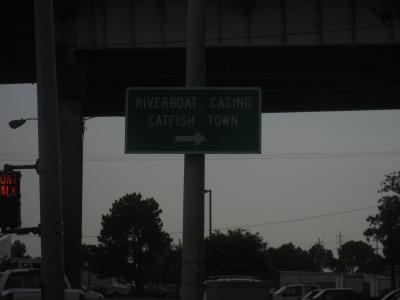 RIVERBOAT CASINO
CATFISH TOWN